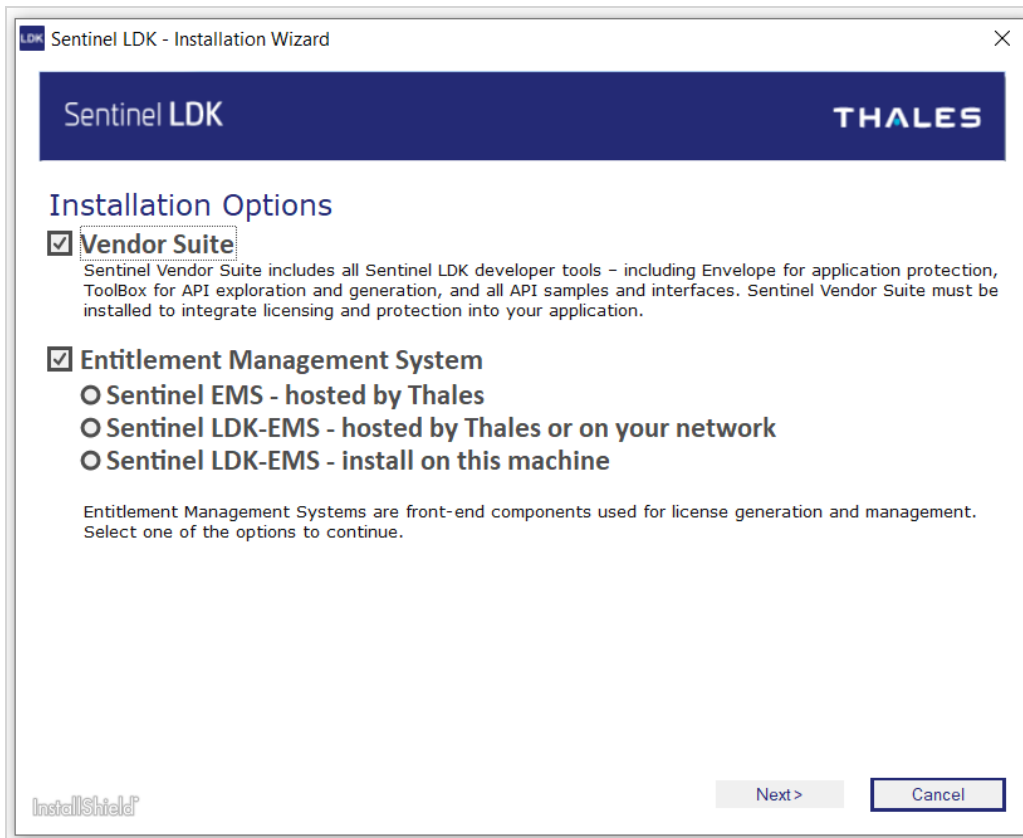 LDK Sentinel LDK - Installation Wizard
Sentinel LDK
THALES
Installation Options
Vendor Suite
Sentinel Vendor Suite includes all Sentinel LDK developer tools – including Envelope for application protection,
ToolBox for API exploration and generation, and all API samples and interfaces. Sentinel Vendor Suite must be
installed to integrate licensing and protection into your application.
Entitlement Management System
Sentinel EMS - hosted by Thales
Sentinel LDK-EMS - hosted by Thales or on your network
Sentinel LDK-EMS - install on this machine
Entitlement Management Systems are front-end components used for license generation and management.
Select one of the options to continue.
InstallShield®
Next>
Cancel